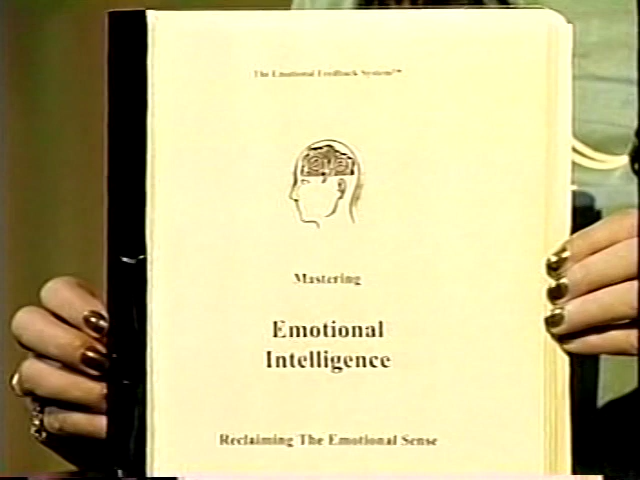 The Emotional Feedback System™
Mastering
Emotional
Intelligence
Reclaiming The Emotional Sense